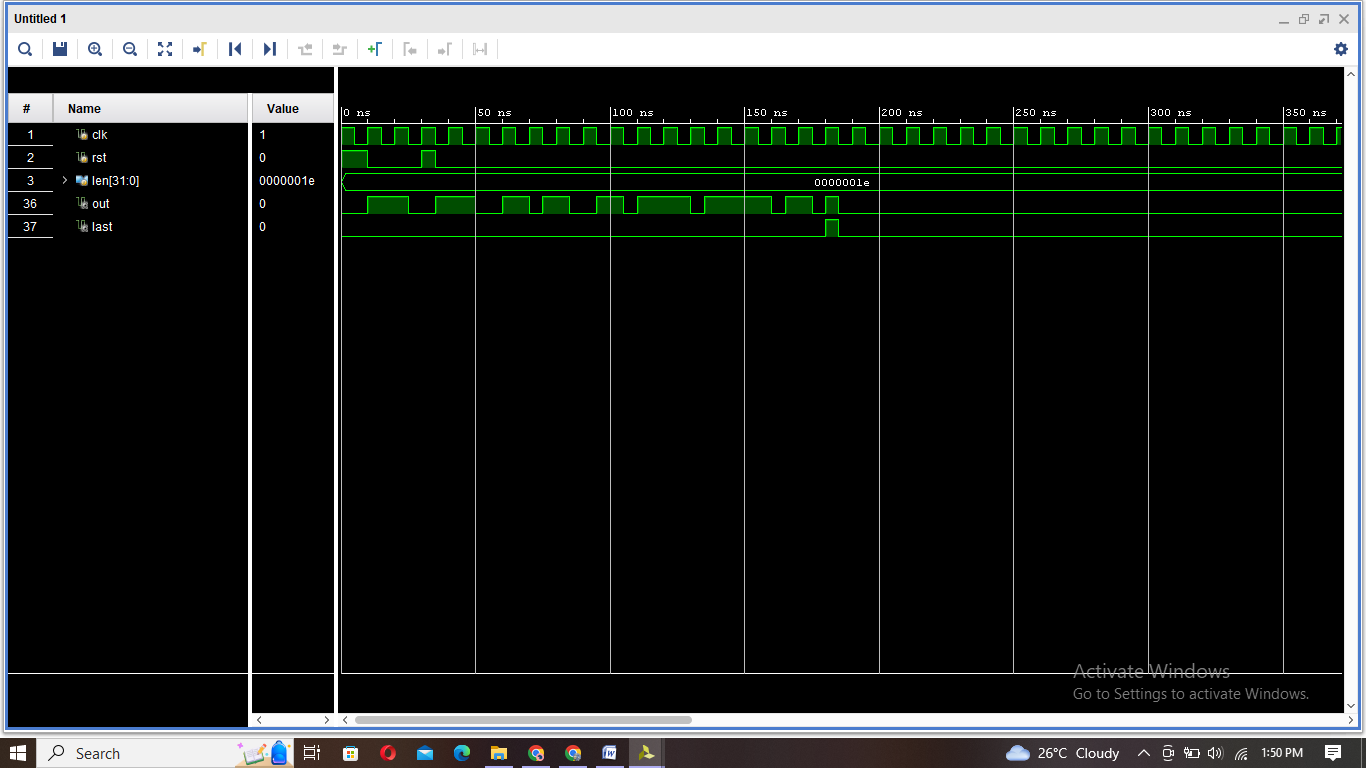 Untitled 1
# Name Value
0 ns 50 ns 100 ns 150 ns 200 ns 250 ns 300 ns 350 ns
1 clk 1
2 rst 0
3 len[31:0] 0000001e 0000001e
36 out 0
37 last 0
Activate Windows
Go to Settings to activate Windows.
Search 26°C Cloudy 1:50 PM